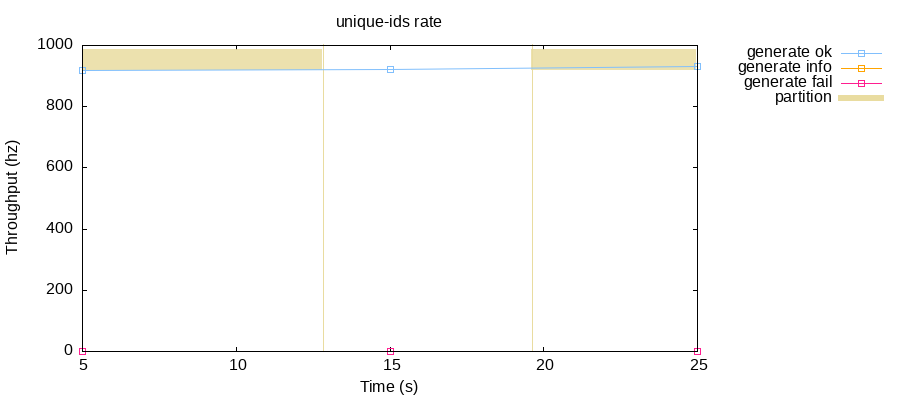 unique-ids rate
1000
800
600
400
200
0
Throughput (hz)
5
10
15
20
25
Time (s)
generate ok
generate info
generate fail
partition